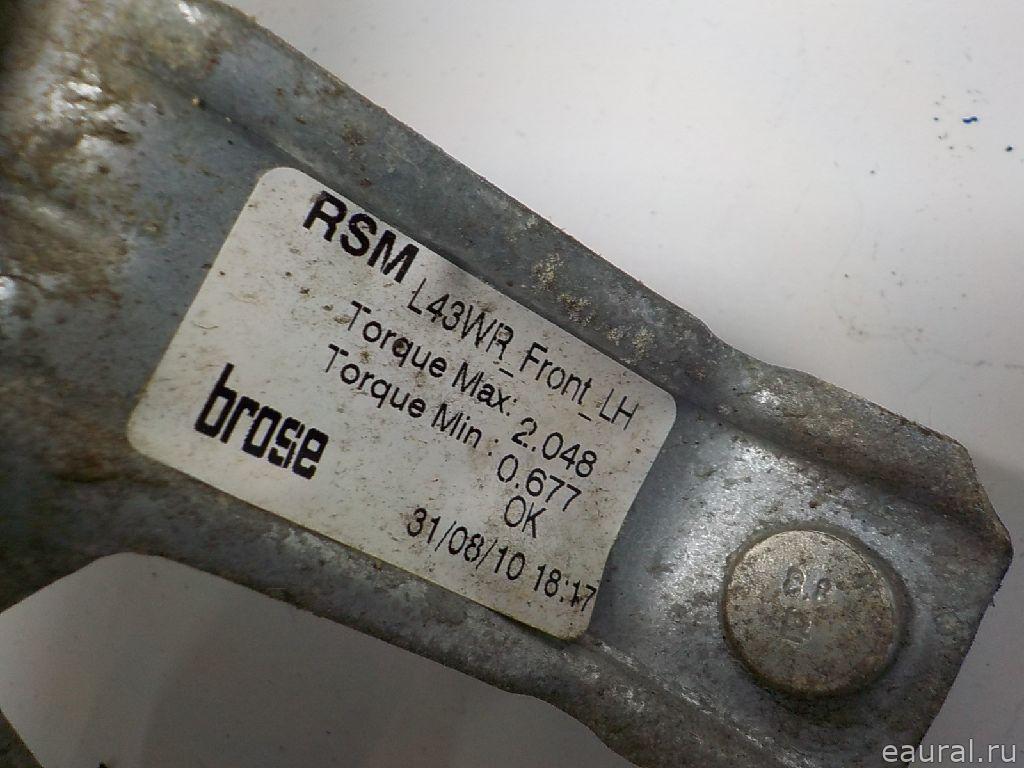 RSM
L43WR_Front_LH
Torque Max: 2.048
Torque Min : 0.677
OK
brose
31/08/10 18:17
eaural.ru